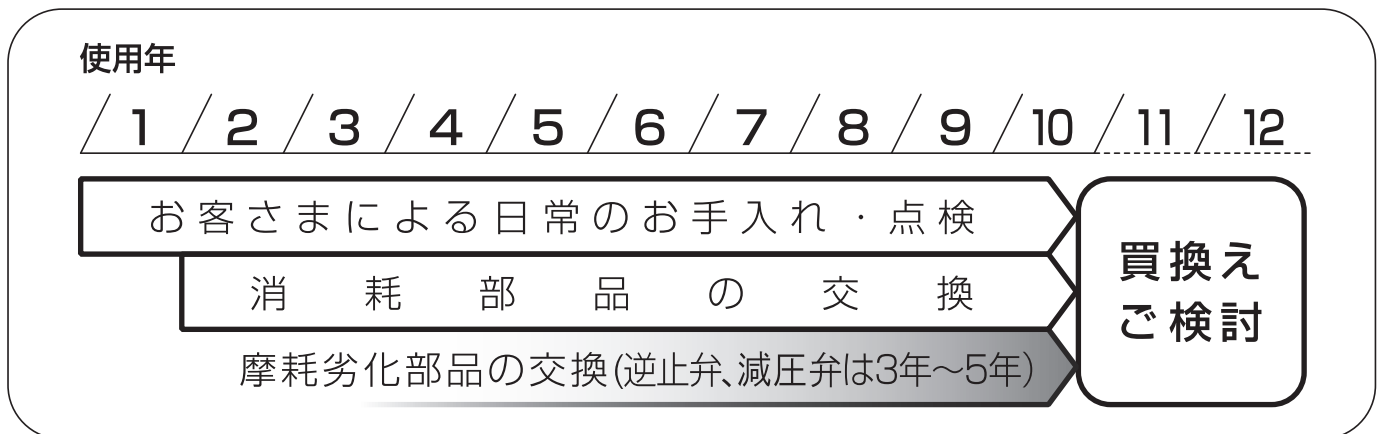 使用年
1 2 3 4 5 6 7 8 9 10 11 12
お客さまによる日常のお手入れ・点検
消耗部品の交換
摩耗劣化部品の交換(逆止弁、減圧弁は3年～5年)
買換え
ご検討